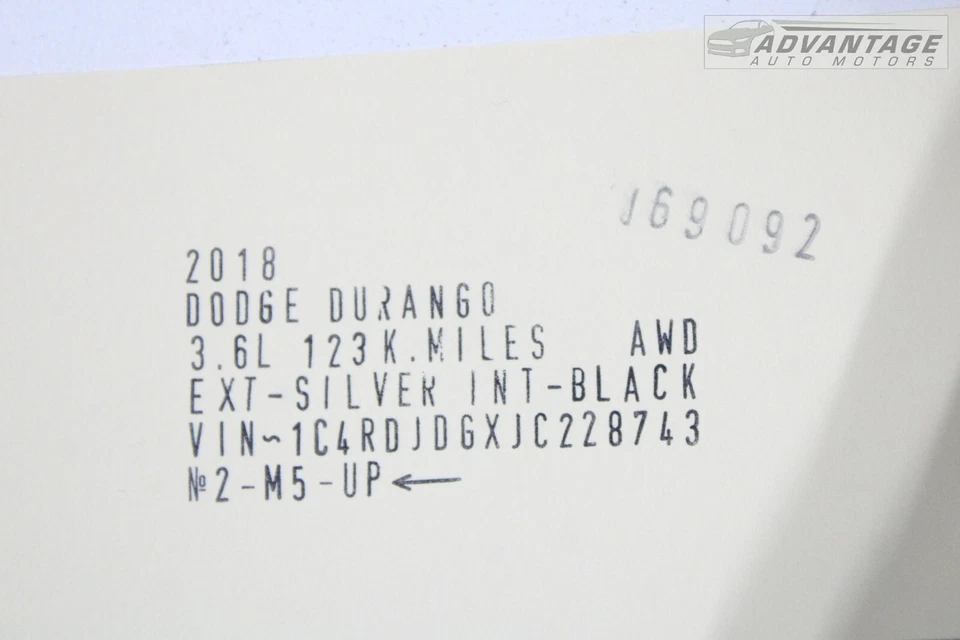 ADVANTAGE
AUTO MOTORS
169092
2018
DODGE DURANGO
3.6L 123K.MILES AWD
EXT-SILVER INT-BLACK
VIN~1C4RDJDGXJC228743
№2-M5-UP←